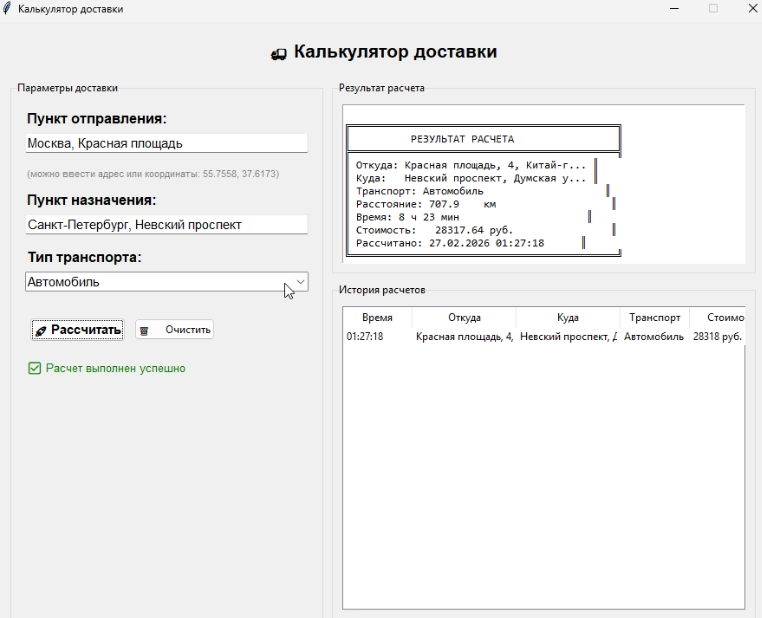 Калькулятор доставки
Калькулятор доставки
Параметры доставки
Пункт отправления:
Москва, Красная площадь
(можно ввести адрес или координаты: 55.7558, 37.6173)
Пункт назначения:
Санкт-Петербург, Невский проспект
Тип транспорта:
Автомобиль
Рассчитать
Очистить
Расчет выполнен успешно
Результат расчета
РЕЗУЛЬТАТ РАСЧЕТА
Откуда: Красная площадь, 4, Китай-г...
Куда: Невский проспект, Думская у...
Транспорт: Автомобиль
Расстояние: 707.9 км
Время: 8 ч 23 мин
Стоимость: 28317.64 руб.
Рассчитано: 27.02.2026 01:27:18
История расчетов
Время Откуда Куда Транспорт Стоимо
01:27:18 Красная площадь, 4, Невский проспект, Д Автомобиль 28318 руб.